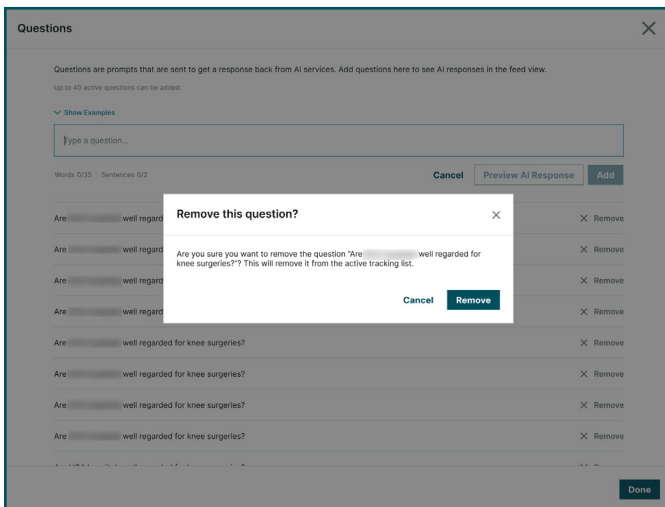 Questions
Questions are prompts that are sent to get a response back from AI services. Add questions here to see AI responses in the feed view.
Up to 40 active questions can be added.
Show Examples
Type a question...
Words 0/35 | Sentences 0/2
Cancel
Preview AI Response
Add
Are well regard
Remove
Are well regard
Remove
Are well regard
Remove
Are well regard
Remove
Remove this question?
Are you sure you want to remove the question "Are well regarded for
knee surgeries?"? This will remove it from the active tracking list.
Cancel
Remove
Are well regarded for knee surgeries?
Remove
Are well regarded for knee surgeries?
Remove
Are well regarded for knee surgeries?
Remove
Are well regarded for knee surgeries?
Remove
Done